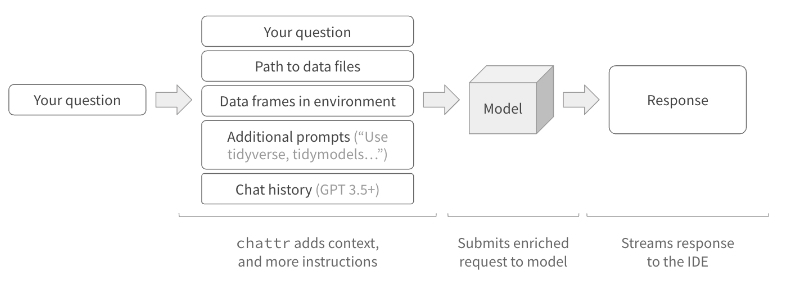 Your question
Your question
Path to data files
Data frames in environment
Additional prompts (“Use
tidyverse, tidymodels…”)
Chat history (GPT 3.5+)
Model
Response
chattr adds context,
and more instructions
Submits enriched
request to model
Streams response
to the IDE